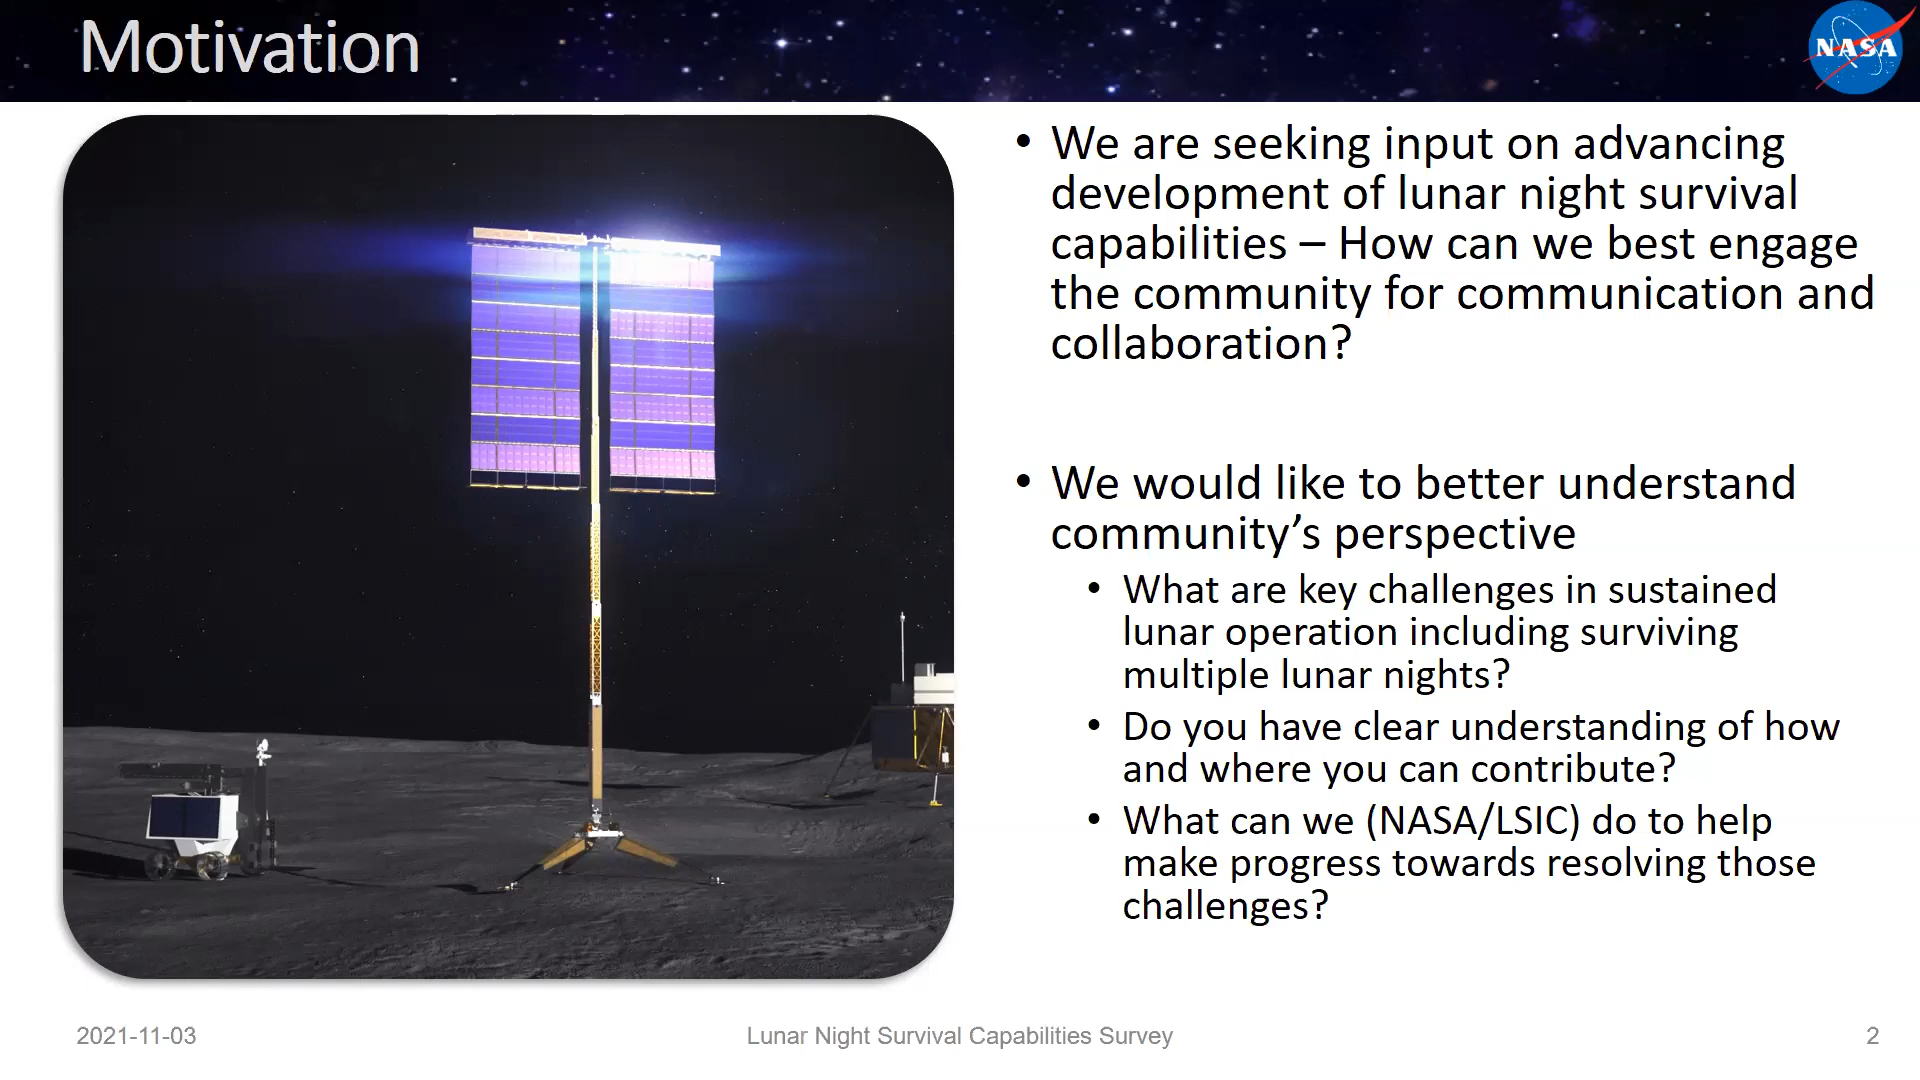 Motivation
NASA
• We are seeking input on advancing
development of lunar night survival
capabilities – How can we best engage
the community for communication and
collaboration?
• We would like to better understand
community’s perspective
• What are key challenges in sustained
lunar operation including surviving
multiple lunar nights?
• Do you have clear understanding of how
and where you can contribute?
• What can we (NASA/LSIC) do to help
make progress towards resolving those
challenges?
2021-11-03
Lunar Night Survival Capabilities Survey
2